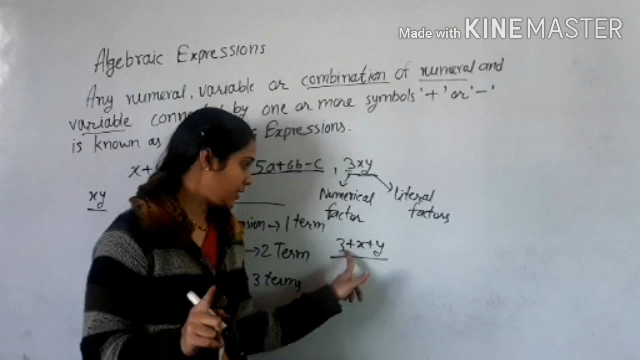 Made with KINEMASTER
Algebraic Expressions
Any numeral, variable or combination of numeral and
variable by one or more symbols '+' or '-'
is known as Expressions.
x+ 5a+6b-c, 3xy
xy Numerical factor Literal factors
→ 1 term
→ 2 Term 3+x+y
3 terms